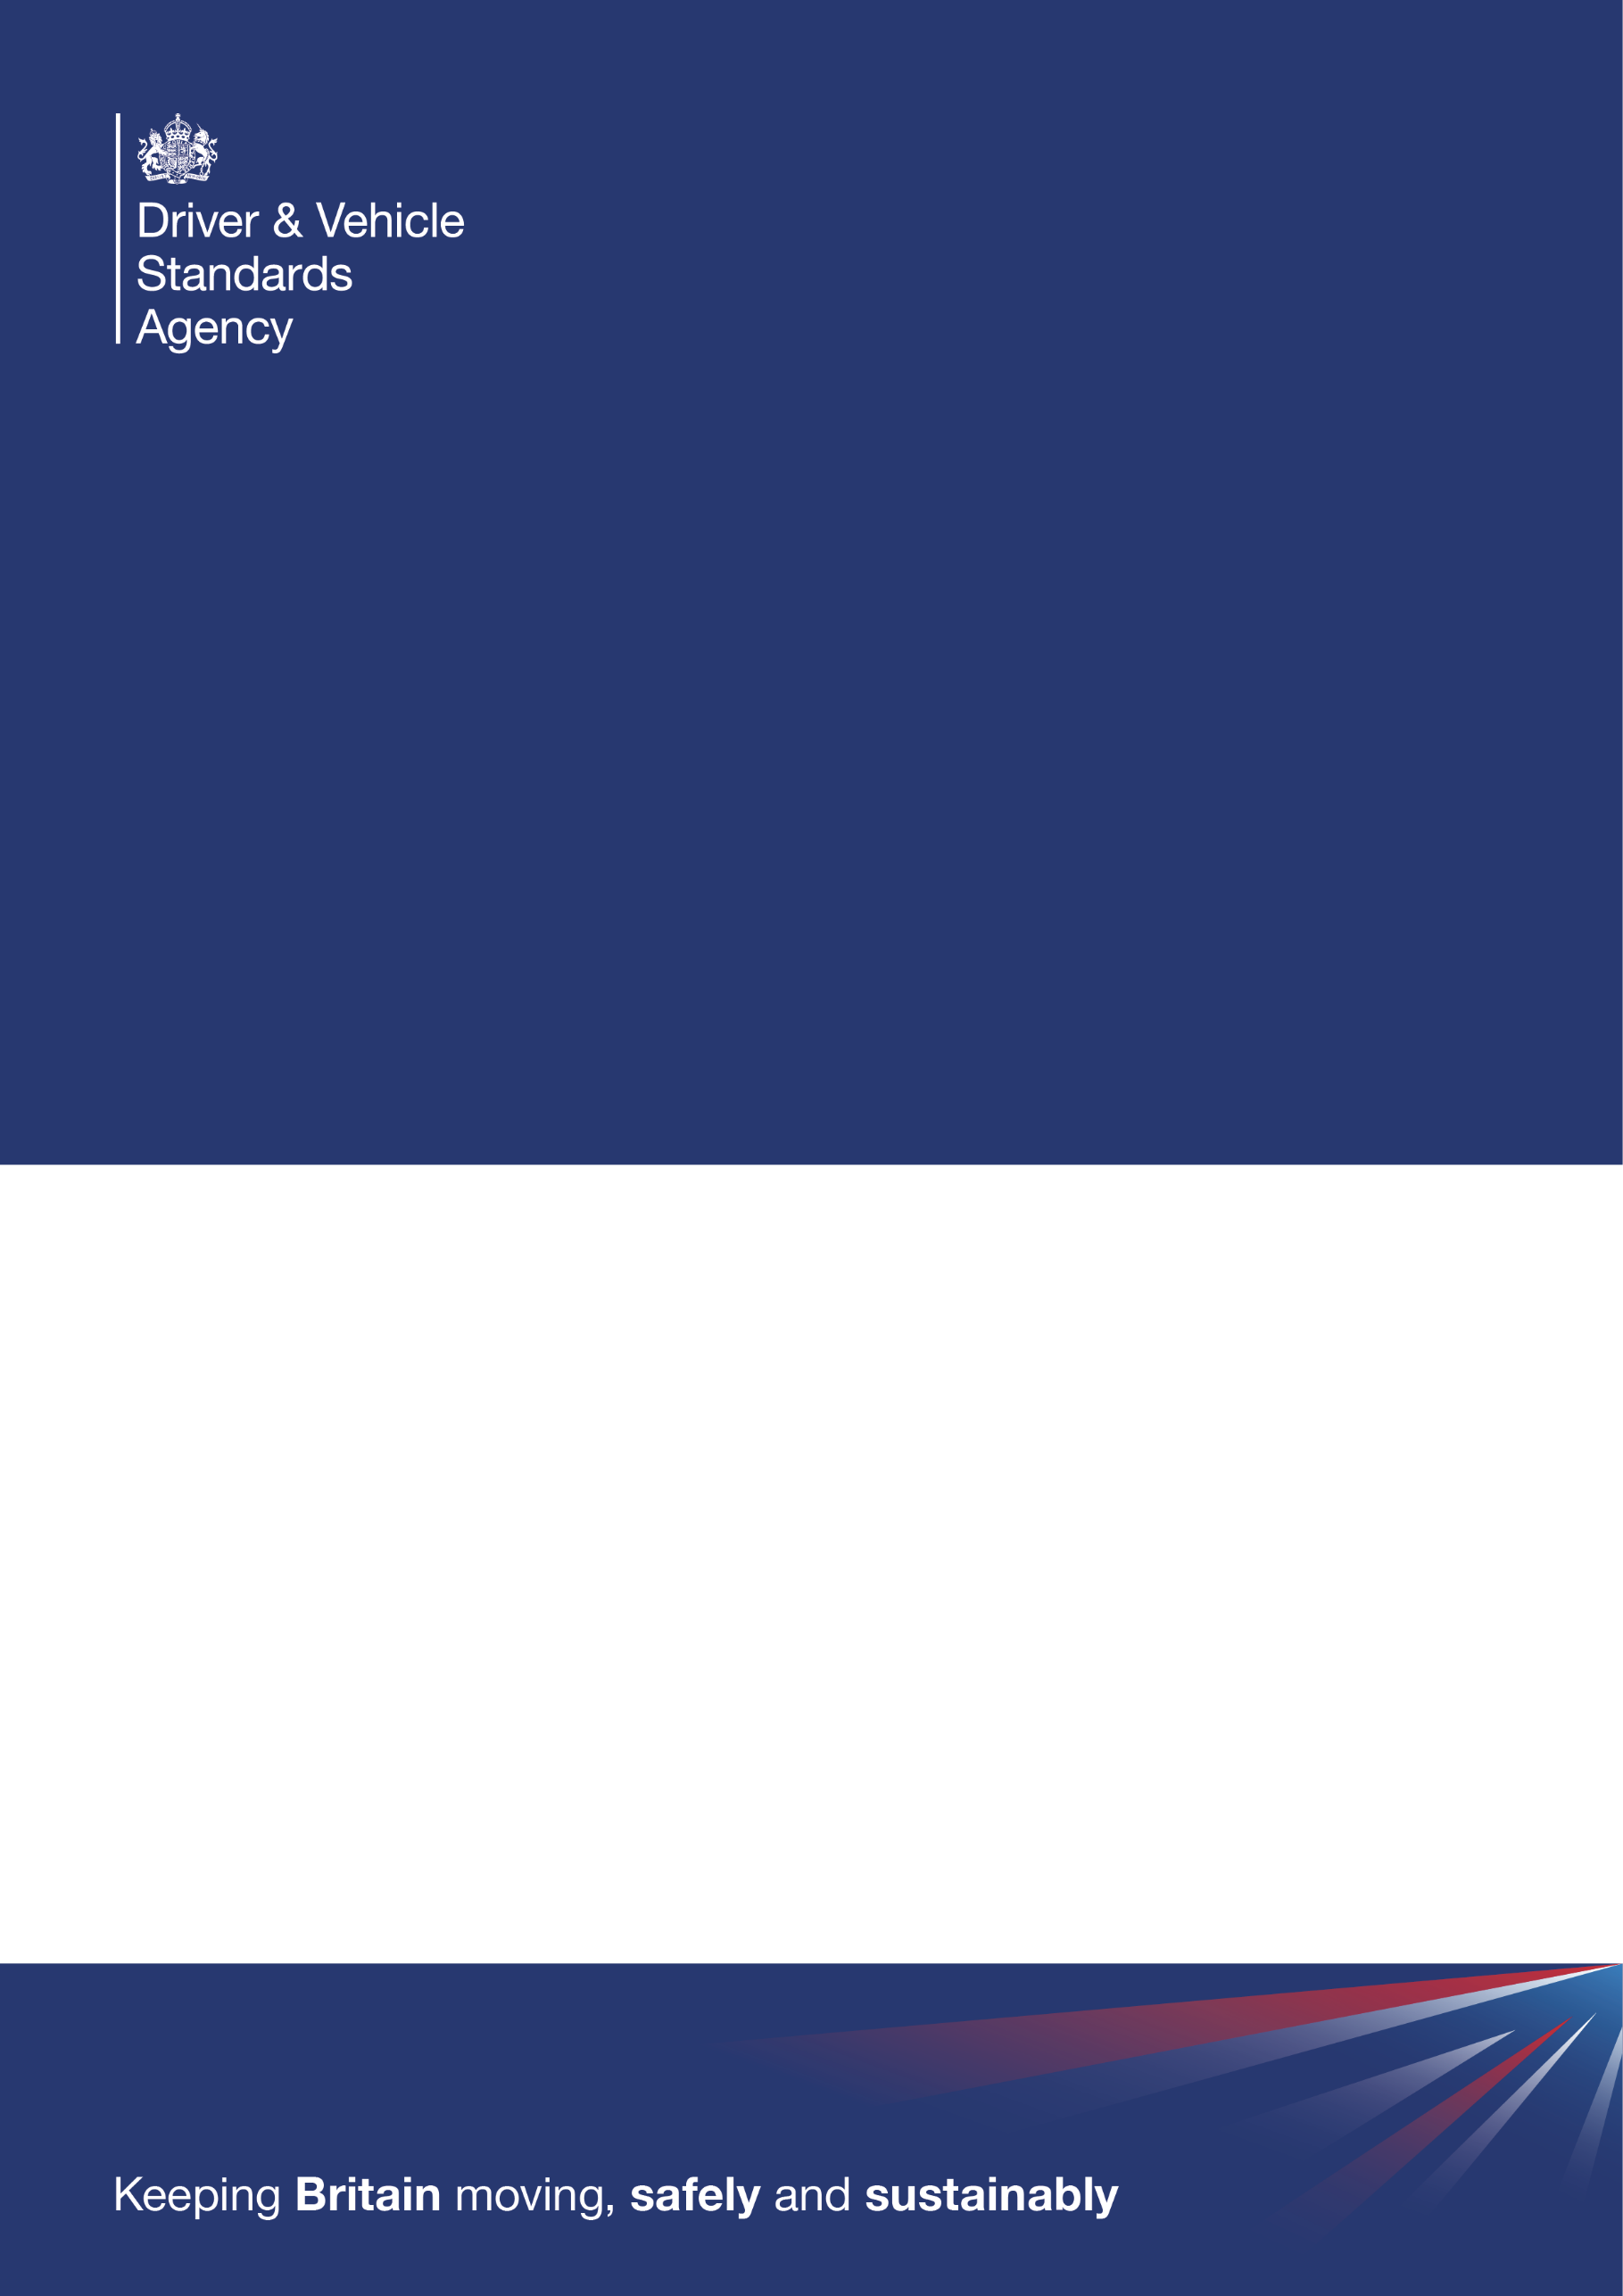 Driver & Vehicle
Standards
Agency
Keeping Britain moving, safely and sustainably